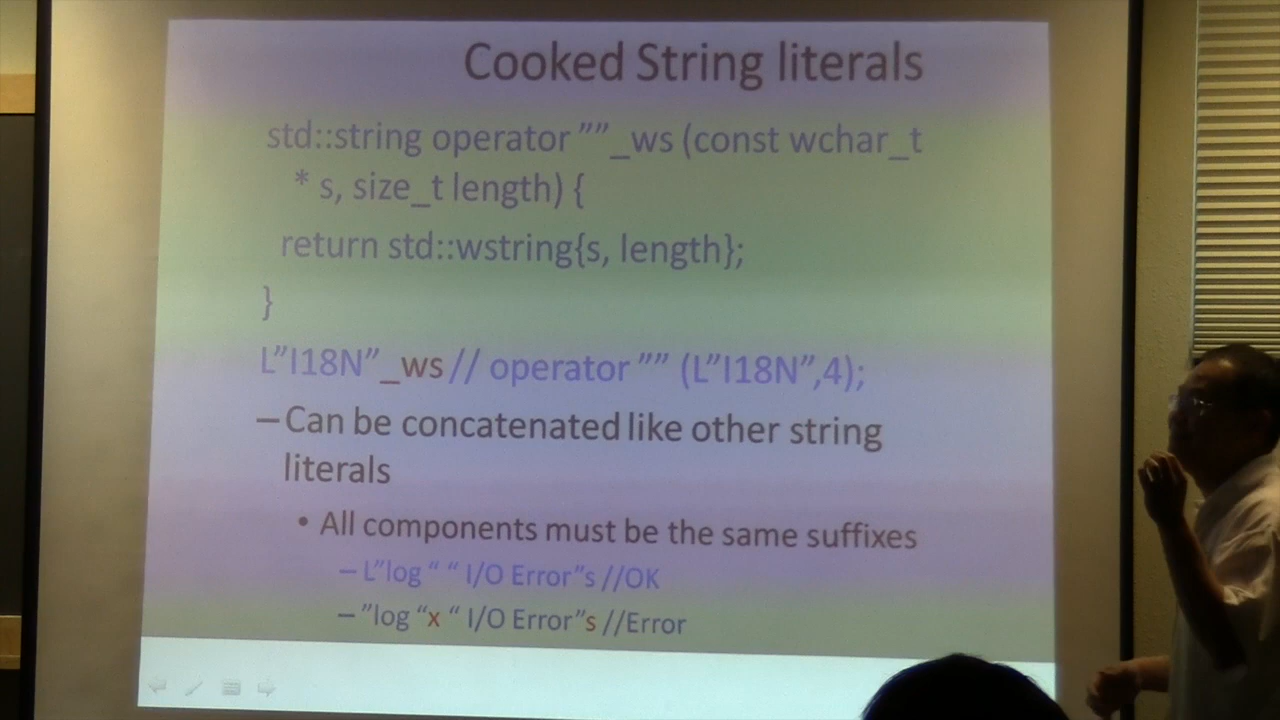 Cooked String literals
std::string operator ””_ws (const wchar_t
* s, size_t length) {
return std::wstring{s, length};
}
L”I18N”_ws // operator ”” (L”I18N”,4);
–Can be concatenated like other string
literals
• All components must be the same suffixes
– L”log “ “ I/O Error”s //OK
– ”log “x “ I/O Error”s //Error